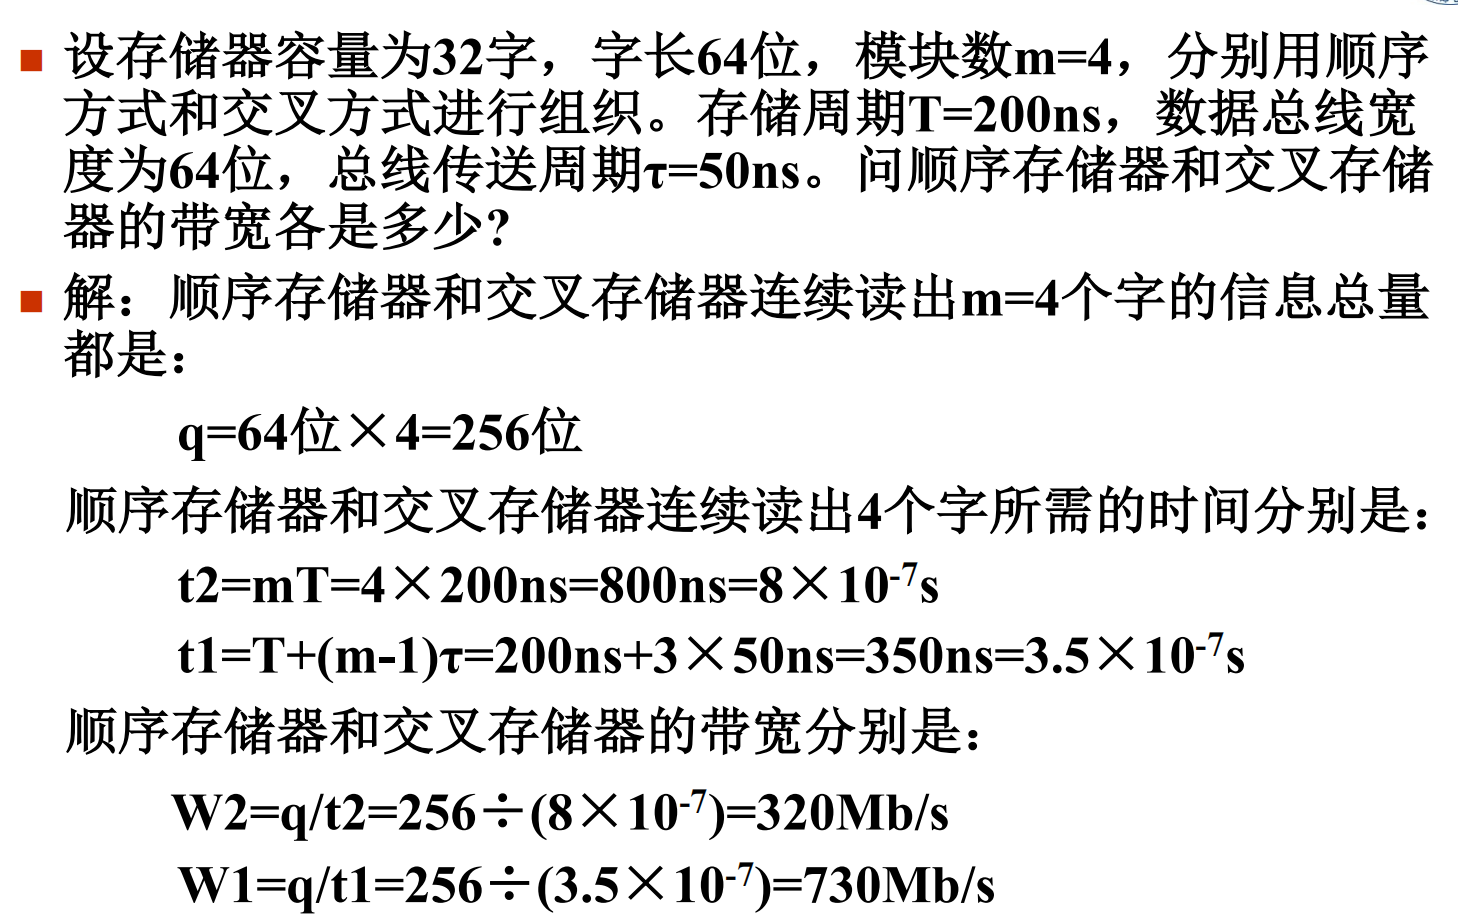 设存储器容量为32字，字长64位，模块数m=4，分别用顺序
方式和交叉方式进行组织。存储周期T=200ns，数据总线宽
度为64位，总线传送周期τ=50ns。问顺序存储器和交叉存储
器的带宽各是多少?
解：顺序存储器和交叉存储器连续读出m=4个字的信息总量
都是：
q=64位×4=256位
顺序存储器和交叉存储器连续读出4个字所需的时间分别是：
t2=mT=4×200ns=800ns=8×10⁻⁷s
t1=T+(m-1)τ=200ns+3×50ns=350ns=3.5×10⁻⁷s
顺序存储器和交叉存储器的带宽分别是：
W2=q/t2=256÷(8×10⁻⁷)=320Mb/s
W1=q/t1=256÷(3.5×10⁻⁷)=730Mb/s